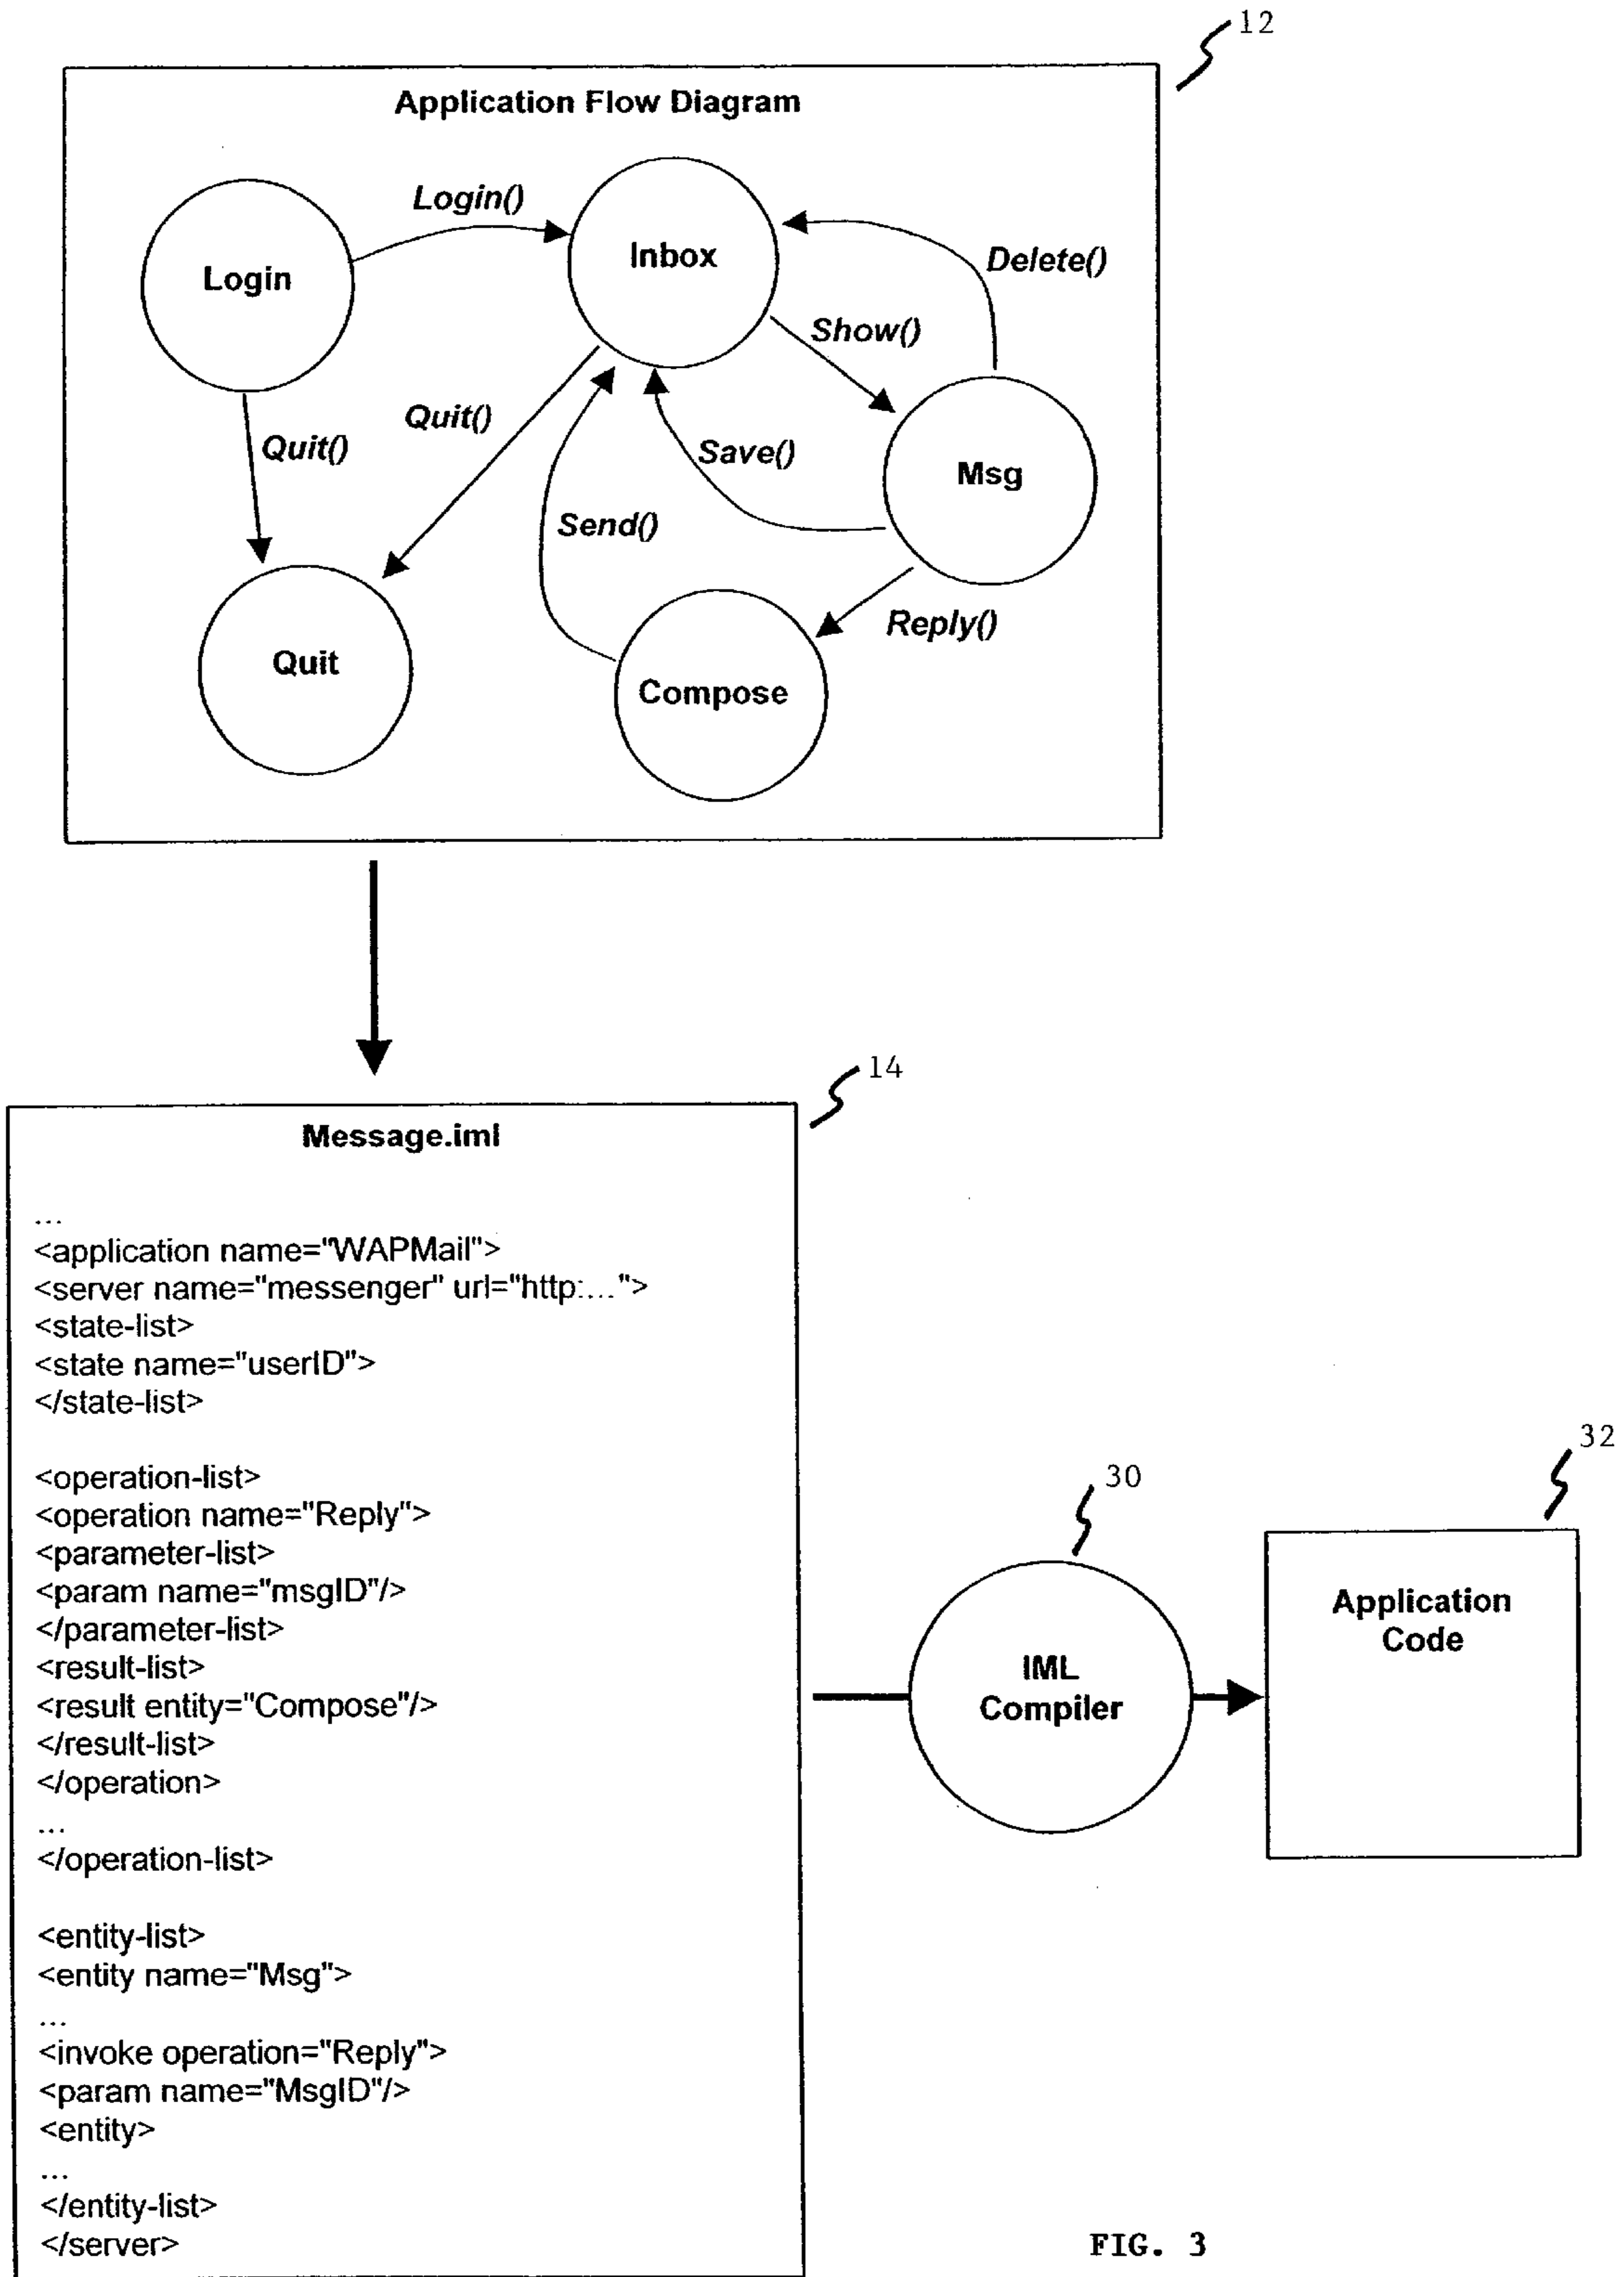 12
Application Flow Diagram
Login
Login()
Inbox
Delete()
Show()
Quit()
Quit()
Save()
Msg
Send()
Reply()
Quit
Compose
14
Message.iml
...
<application name="WAPMail">
<server name="messenger" url="http:...">
<state-list>
<state name="userID">
</state-list>
<operation-list>
<operation name="Reply">
<parameter-list>
<param name="msgID"/>
</parameter-list>
<result-list>
<result entity="Compose"/>
</result-list>
</operation>
...
</operation-list>
<entity-list>
<entity name="Msg">
...
<invoke operation="Reply">
<param name="MsgID"/>
<entity>
...
</entity-list>
</server>
30
IML
Compiler
32
Application
Code
FIG. 3